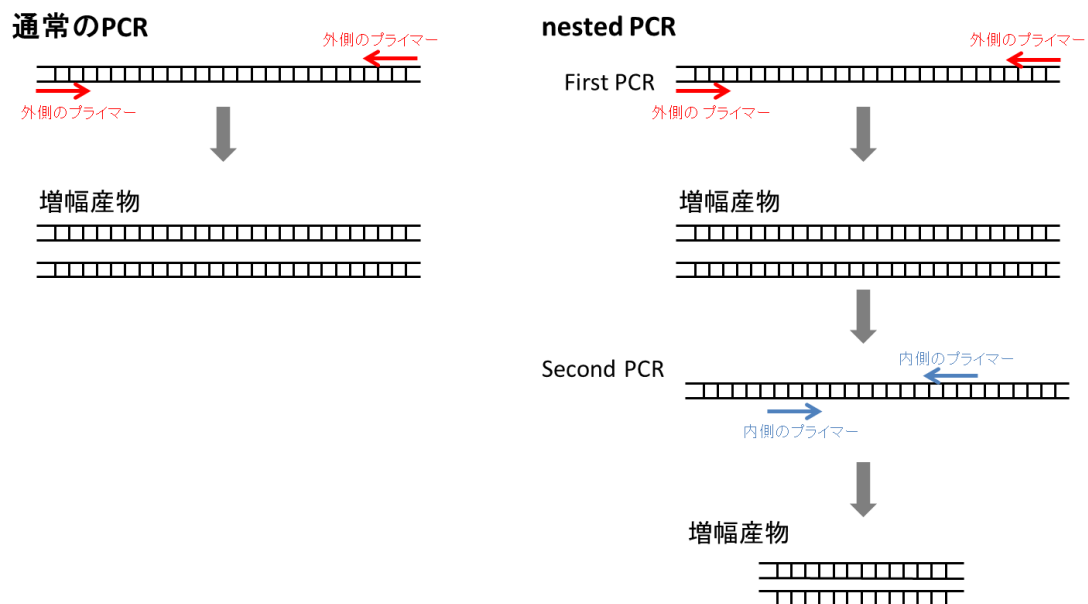 通常のPCR
外側のプライマー
外側のプライマー
増幅産物
nested PCR
外側のプライマー
First PCR
外側のプライマー
増幅産物
内側のプライマー
Second PCR
内側のプライマー
増幅産物